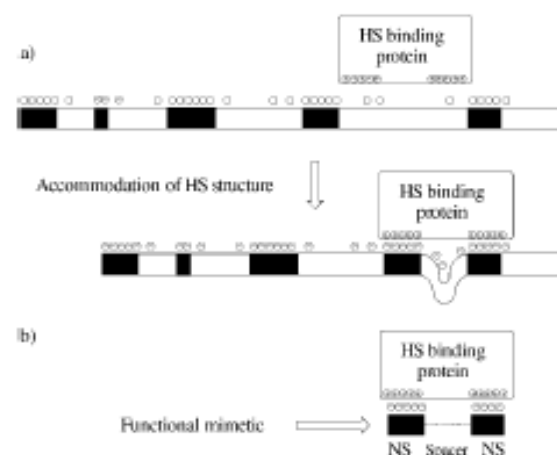 a)
HS binding
protein
Accommodation of HS structure
HS binding
protein
b)
HS binding
protein
Functional mimetic
NS Spacer NS